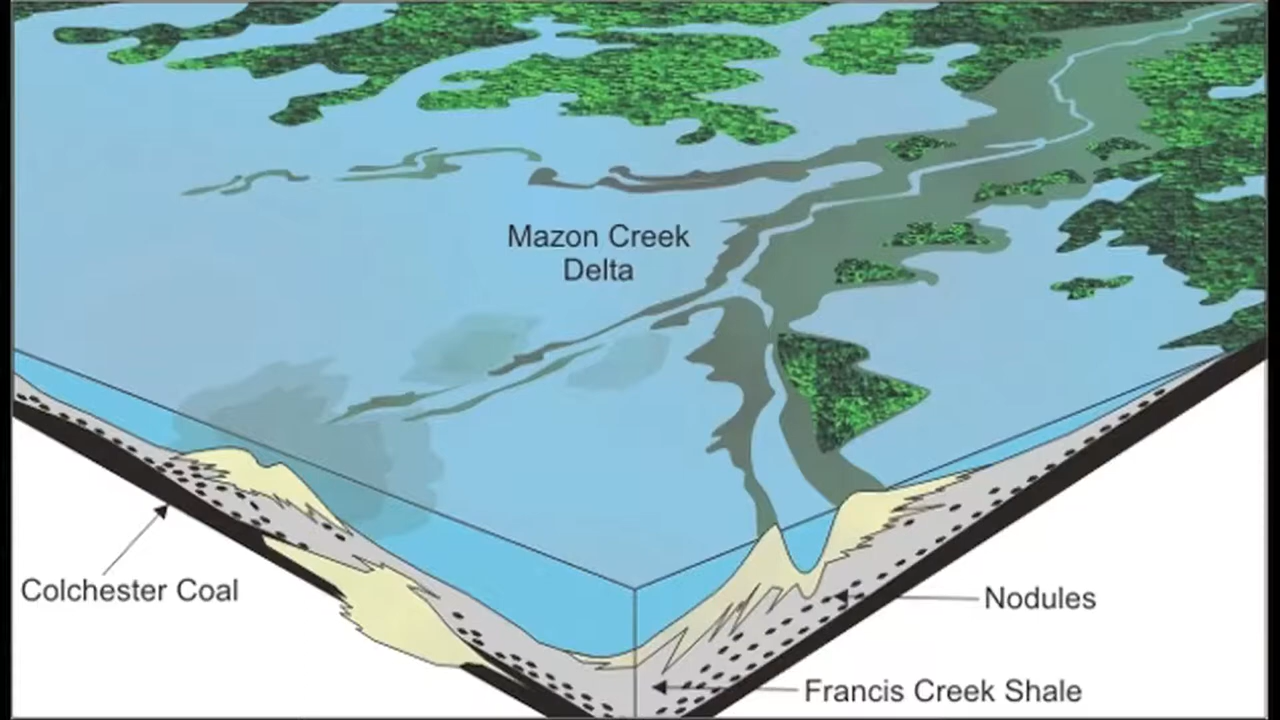 Mazon Creek
Delta
Colchester Coal
Nodules
Francis Creek Shale